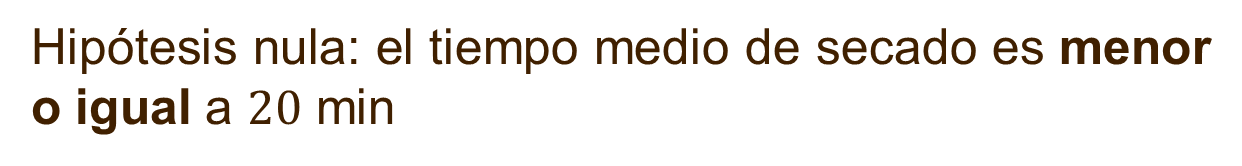 Hipótesis nula: el tiempo medio de secado es menor
o igual a 20 min